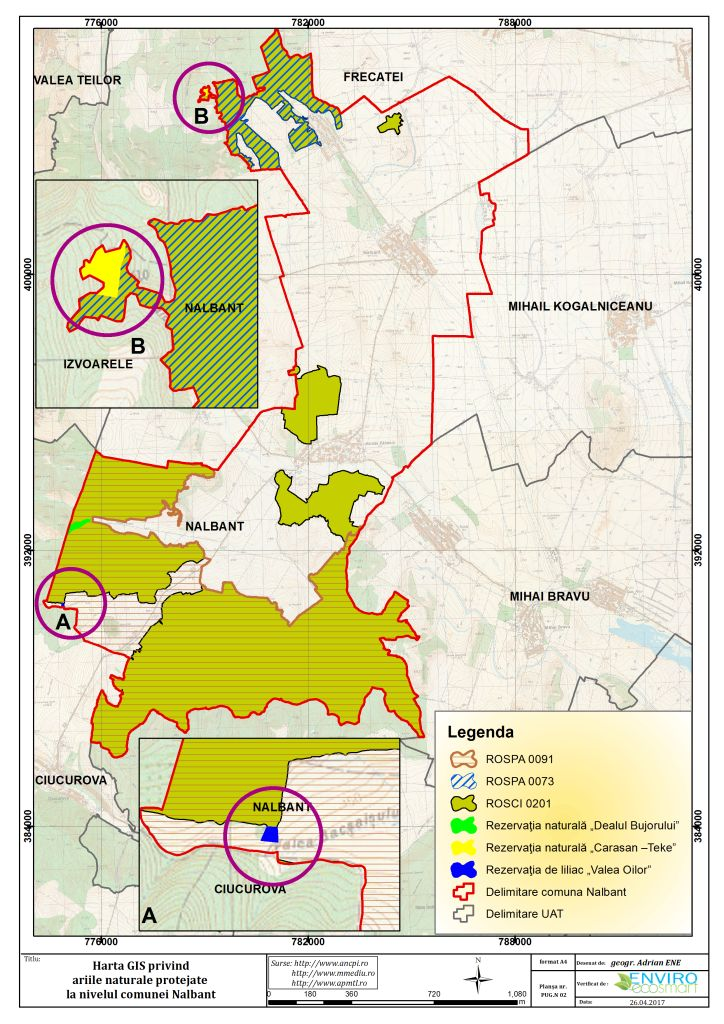 776000 782000 788000
VALEA TEILOR
FRECATEI
B
400000
400000
NALBANT
MIHAIL KOGALNICEANU
B
IZVOARELE
NALBANT
392000
392000
MIHAI BRAVU
Mihai Bravu
A
Legenda
ROSPA 0091
ROSPA 0073
ROSCI 0201
Rezervația naturală „Dealul Bujorului”
Rezervația naturală „Carasan –Teke”
Rezervația de liliac „Valea Oilor”
Delimitare comuna Nalbant
Delimitare UAT
CIUCUROVA
NALBANT
384000
384000
CIUCUROVA
A
776000 782000 788000
Titlu:
Harta GIS privind
ariile naturale protejate
la nivelul comunei Nalbant
Surse: http://www.ancpi.ro
http://www.mmediu.ro
http://www.apmtl.ro
N
0 180 360 720 1,080
m
format A4
Planșa nr.
PUG.N 02
Desenat de: geogr. Adrian ENE
Verificat de:
ENVIRO
ecosmart
Data: 26.04.2017